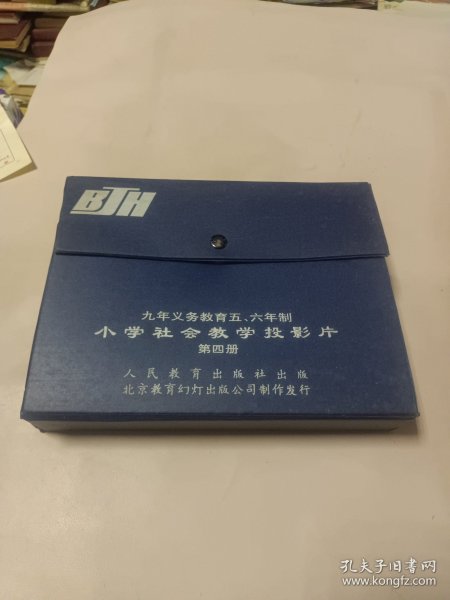 BJH
九年义务教育五、六年制
小学社会教学投影片
第四册
人民教育出版社出版
北京教育幻灯出版公司制作发行
孔夫子旧书网
www.kongfz.com